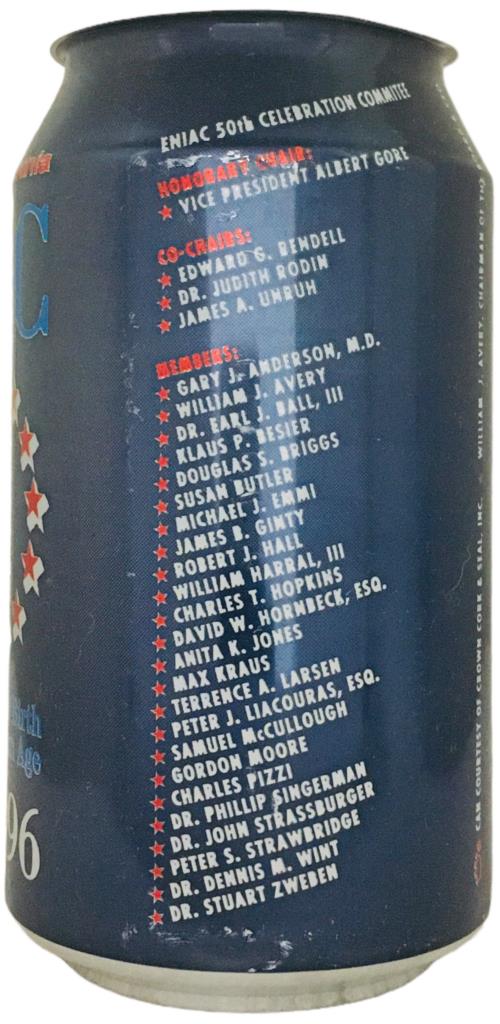 ENIAC 50th CELEBRATION COMMITEE
HONORARY CHAIR:
VICE PRESIDENT ALBERT GORE
CO-CHAIRS:
EDWARD G. RENDELL
DR. JUDITH RODIN
JAMES A. UNRUH
MEMBERS:
GARY J. ANDERSON, M.D.
WILLIAM J. AVERY
DR. EARL J. BALL, III
KLAUS P. BESIER
DOUGLAS S. BRIGGS
SUSAN BUTLER
MICHAEL J. EMMI
JAMES B. GINTY
ROBERT J. HALL
WILLIAM HARRAL, III
CHARLES T. HOPKINS
DAVID W. HORNBECK, ESQ.
ANITA K. JONES
MAX KRAUS
TERRENCE A. LARSEN
PETER J. LIACOURAS, ESQ.
SAMUEL McCULLOUGH
GORDON MOORE
CHARLES PIZZI
DR. PHILLIP SINGERMAN
DR. JOHN STRASSBURGER
PETER S. STRAWBRIDGE
DR. DENNIS M. WINT
DR. STUART ZWEBEN
C
Age
96
CAN COURTESY OF CROWN CORK & SEAL, INC. WILLIAM J. AVERY, CHAIRMAN OF THE